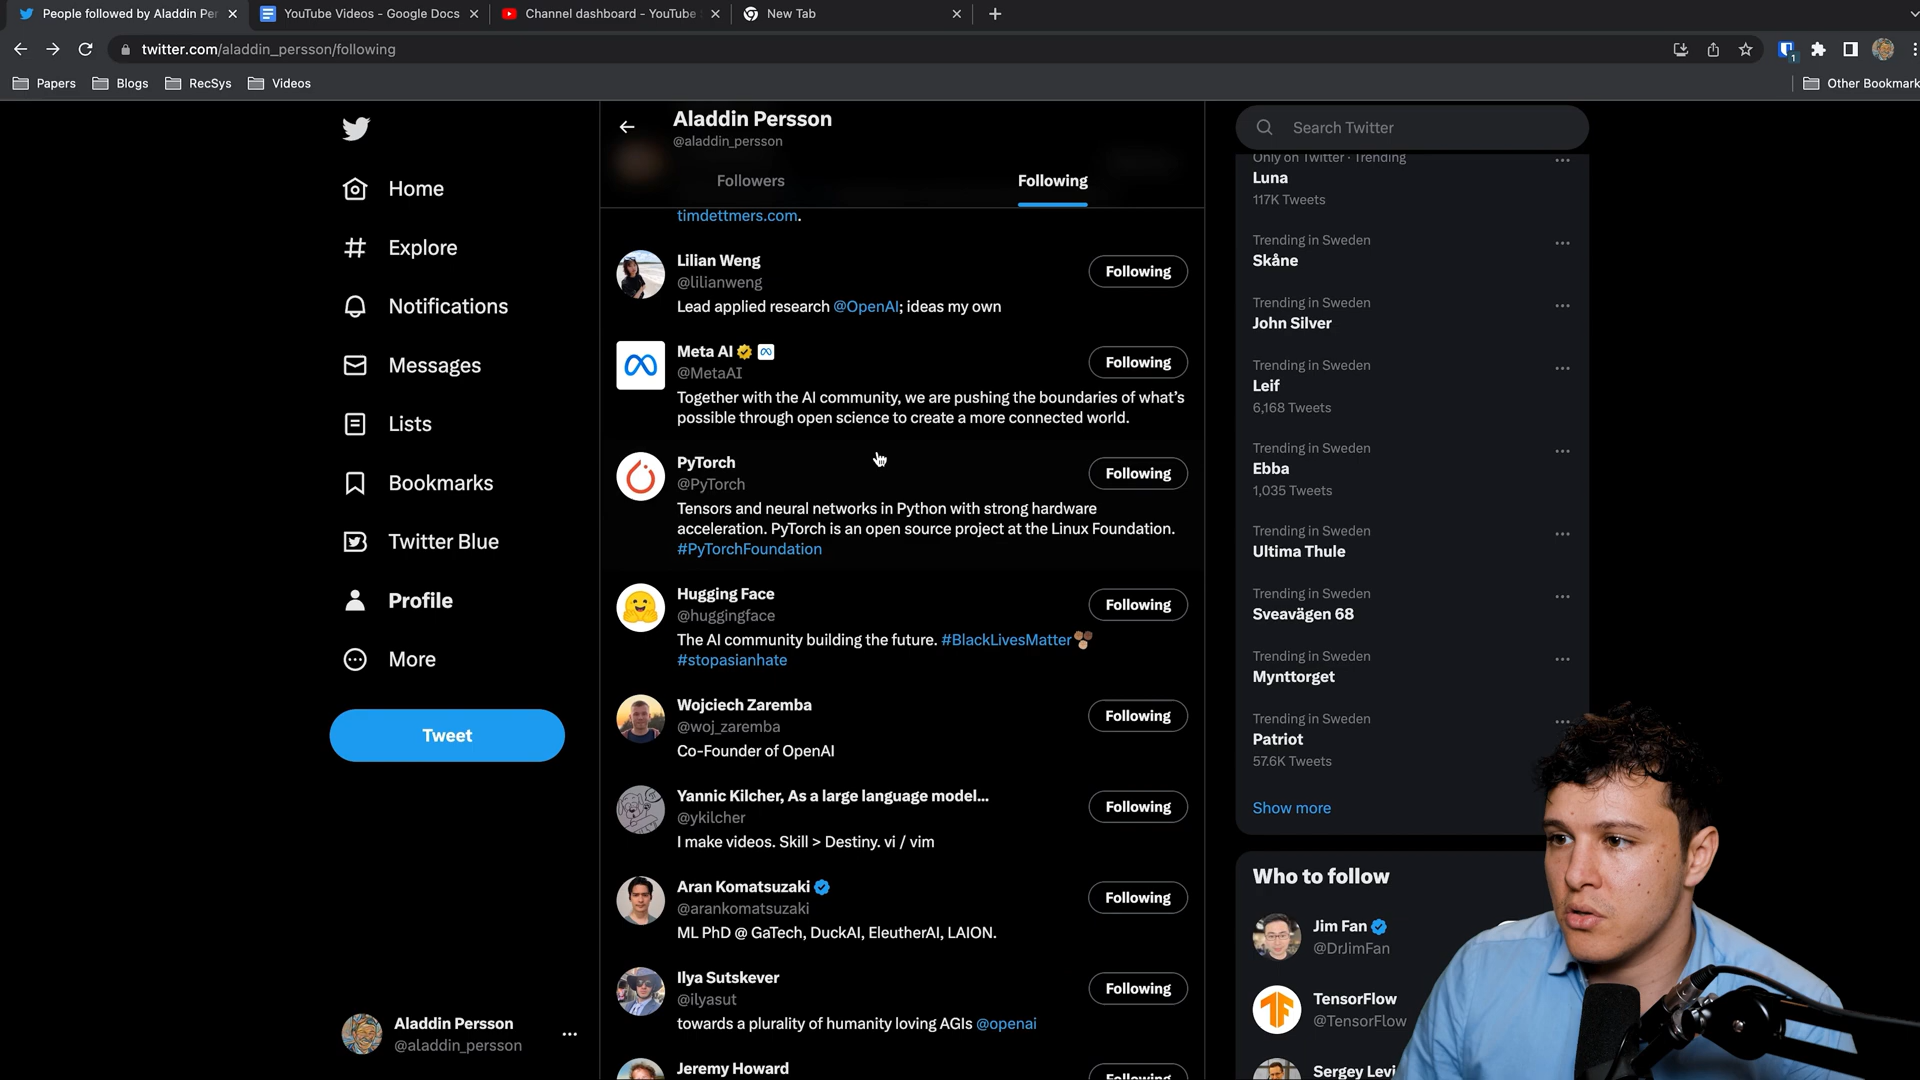 People followed by Aladdin Per
YouTube Videos - Google Docs
Channel dashboard - YouTube
New Tab
twitter.com/aladdin_persson/following
1
Papers
Blogs
RecSys
Videos
Other Bookmark
Home
Explore
Notifications
Messages
Lists
Bookmarks
Twitter Blue
Profile
More
Tweet
Aladdin Persson
@aladdin_persson
Aladdin Persson
@aladdin_persson
Followers
Following
timdettmers.com.
Lilian Weng
@lilianweng
Following
Lead applied research @OpenAI; ideas my own
Meta AI
@MetaAI
Following
Together with the AI community, we are pushing the boundaries of what's
possible through open science to create a more connected world.
PyTorch
@PyTorch
Following
Tensors and neural networks in Python with strong hardware
acceleration. PyTorch is an open source project at the Linux Foundation.
#PyTorchFoundation
Hugging Face
@huggingface
Following
The AI community building the future. #BlackLivesMatter
#stopasianhate
Wojciech Zaremba
@woj_zaremba
Following
Co-Founder of OpenAI
Yannic Kilcher, As a large language model...
@ykilcher
Following
I make videos. Skill > Destiny. vi / vim
Aran Komatsuzaki
@arankomatsuzaki
Following
ML PhD @ GaTech, DuckAI, EleutherAI, LAION.
Ilya Sutskever
@ilyasut
Following
towards a plurality of humanity loving AGIs @openai
Jeremy Howard
Following
Search Twitter
Only on Twitter · Trending
Luna
117K Tweets
Trending in Sweden
Skåne
Trending in Sweden
John Silver
Trending in Sweden
Leif
6,168 Tweets
Trending in Sweden
Ebba
1,035 Tweets
Trending in Sweden
Ultima Thule
Trending in Sweden
Sveavägen 68
Trending in Sweden
Mynttorget
Trending in Sweden
Patriot
57.6K Tweets
Show more
Who to follow
Jim Fan
@DrJimFan
TensorFlow
@TensorFlow
Sergey Levi